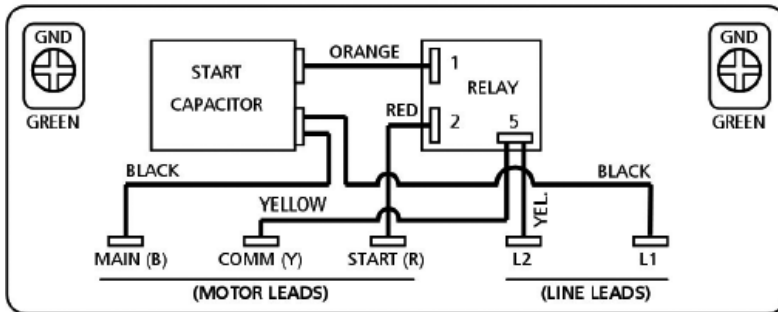 GND
GREEN
START
CAPACITOR
ORANGE
1
RELAY
RED
2
5
GND
GREEN
BLACK
YELLOW
YEL.
BLACK
MAIN (B)
COMM (Y)
START (R)
L2
L1
(MOTOR LEADS)
(LINE LEADS)